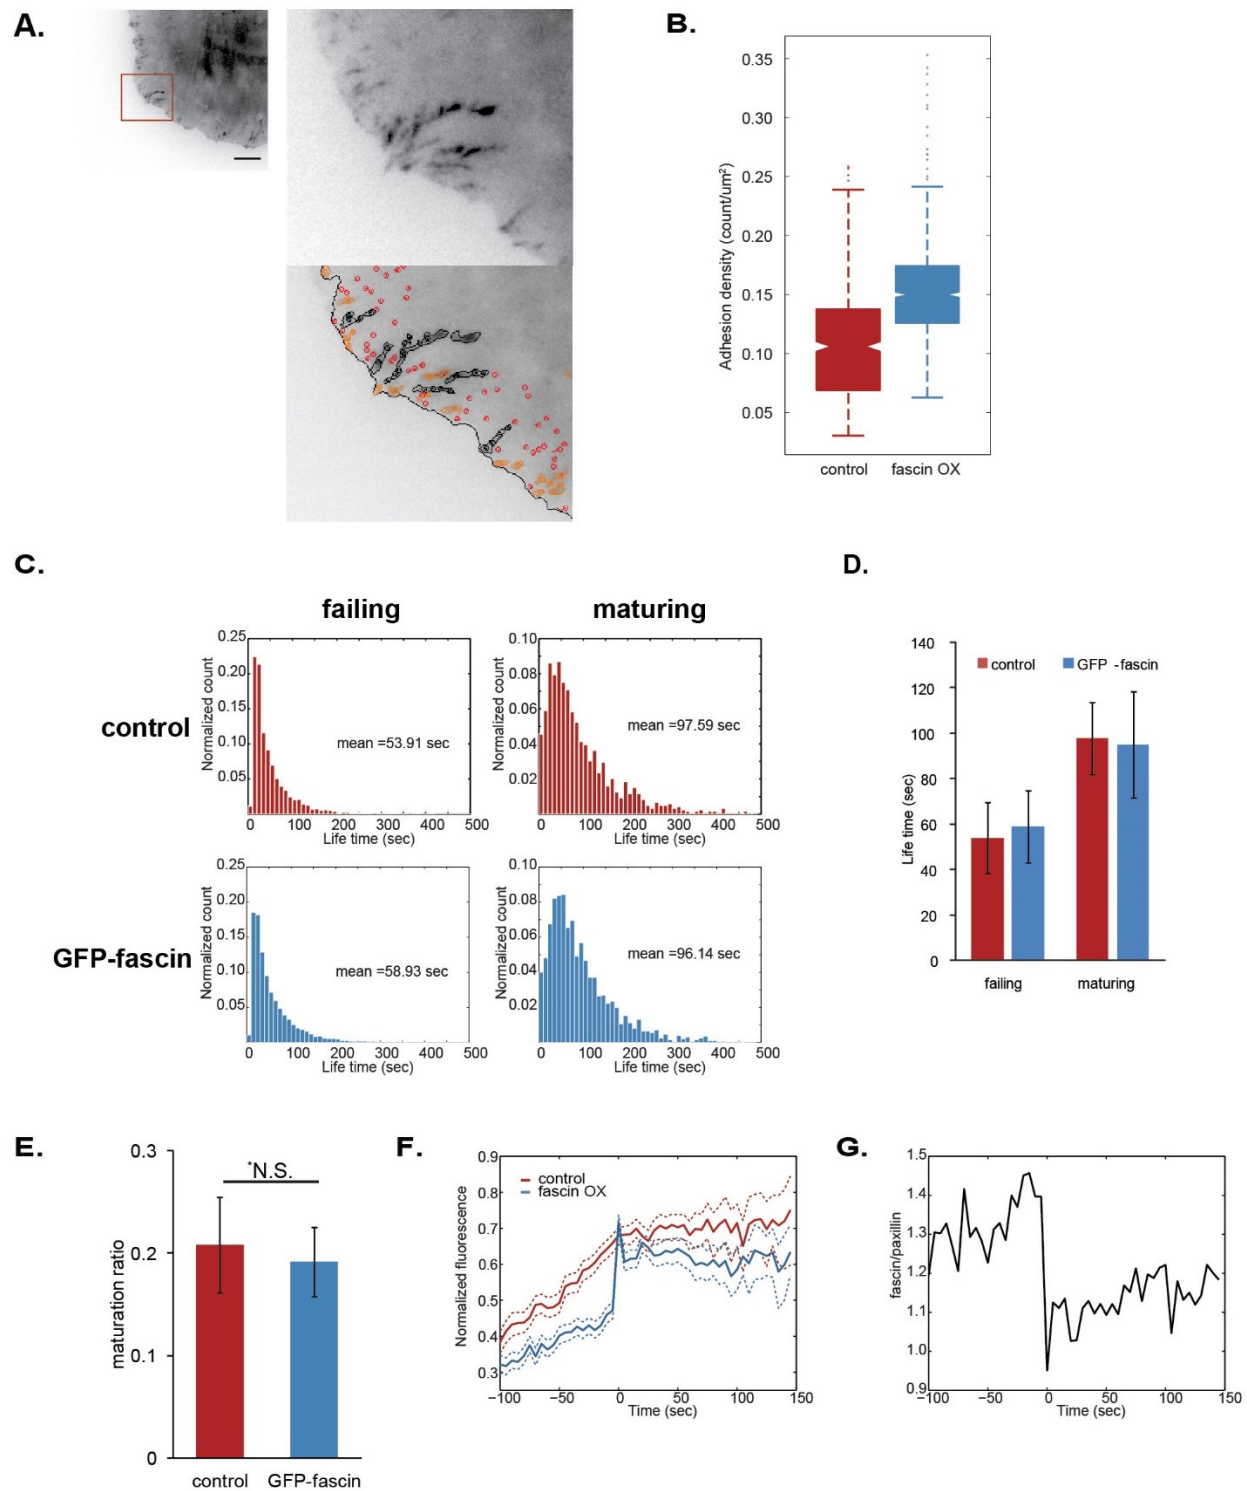 A.
B.
Adhesion density (count/um²)
0.35
0.30
0.25
0.20
0.15
0.10
0.05
control fascin OX
C.
failing maturing
control
Normalized count
0.25
0.20
0.15
0.10
0.05
mean =53.91 sec
0 100 200 300 400 500
Life time (sec)
Normalized count
0.10
0.08
0.06
0.04
0.02
mean =97.59 sec
0 100 200 300 400 500
Life time (sec)
GFP-fascin
Normalized count
0.25
0.20
0.15
0.10
0.05
mean =58.93 sec
0 100 200 300 400 500
Life time (sec)
Normalized count
0.10
0.08
0.06
0.04
0.02
mean =96.14 sec
0 100 200 300 400 500
Life time (sec)
D.
Life time (sec)
140
120
100
80
60
40
20
0
control GFP -fascin
failing maturing
E.
maturation ratio
0.3
0.2
0.1
0
*N.S.
control GFP-fascin
F.
Normalized fluorescence
0.9
0.8
0.7
0.6
0.5
0.4
0.3
control
fascin OX
−100 −50 0 50 100 150
Time (sec)
G.
fascin/paxillin
1.5
1.4
1.3
1.2
1.1
1.0
0.9
−100 −50 0 50 100 150
Time (sec)